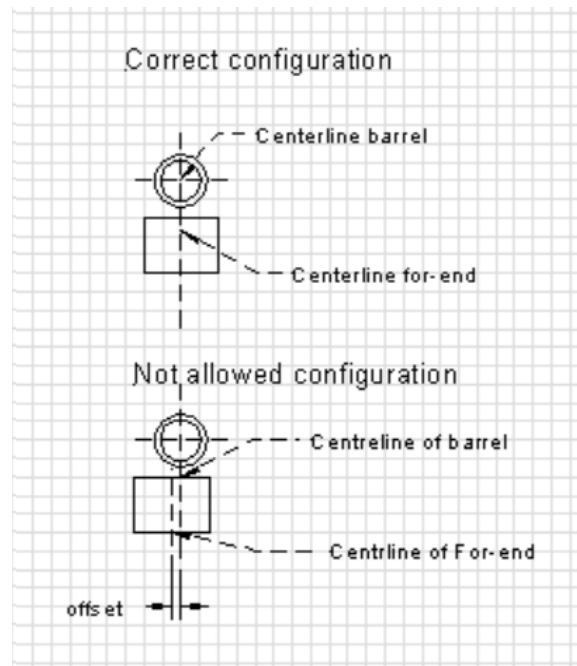 Correct configuration
Centerline barrel
Centerline for-end
Not allowed configuration
Centreline of barrel
Centrline of For-end
offset